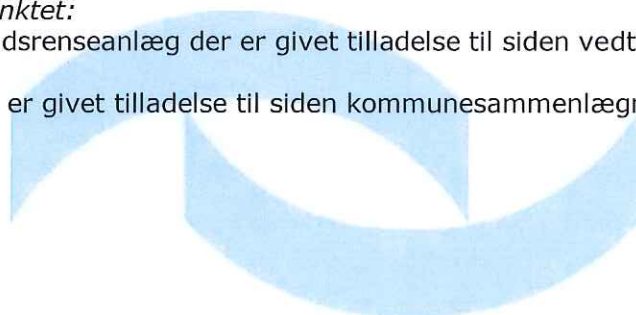 nktet:
dsrenseanlæg der er givet tilladelse til siden vedt
er givet tilladelse til siden kommunesammenlægn